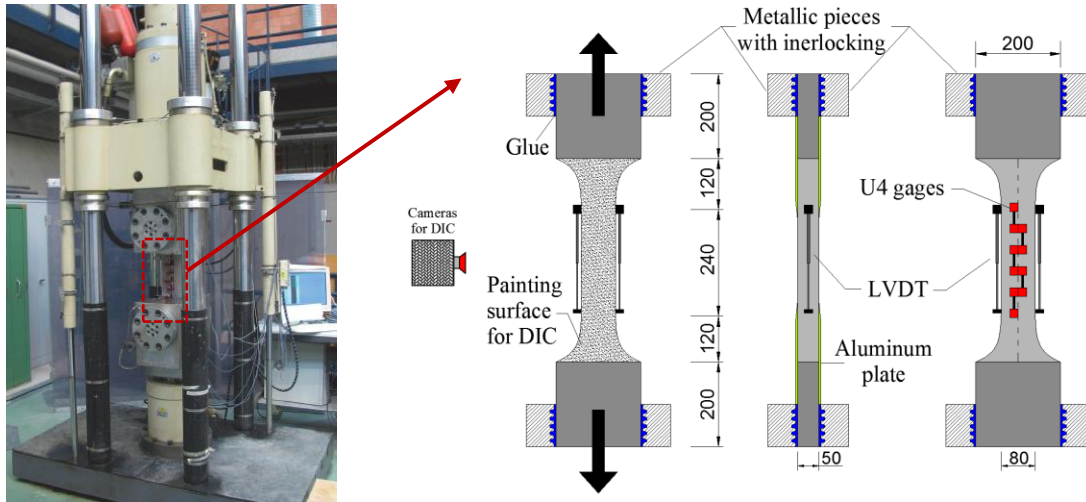 Metallic pieces
with inerlocking
200
Glue
200
120
240
120
200
U4 gages
Cameras
for DIC
Painting
surface
for DIC
LVDT
Aluminum
plate
50
80